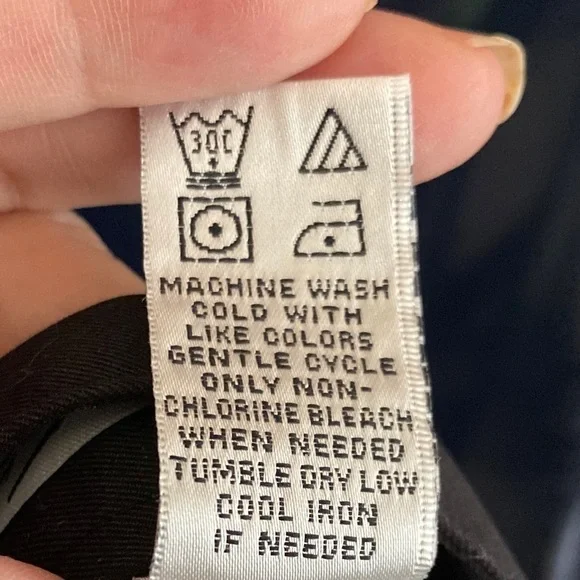 30C
MACHINE WASH
COLD WITH
LIKE COLORS
GENTLE CYCLE
ONLY NON-
CHLORINE BLEACH
WHEN NEEDED
TUMBLE DRY LOW
COOL IRON
IF NEEDED